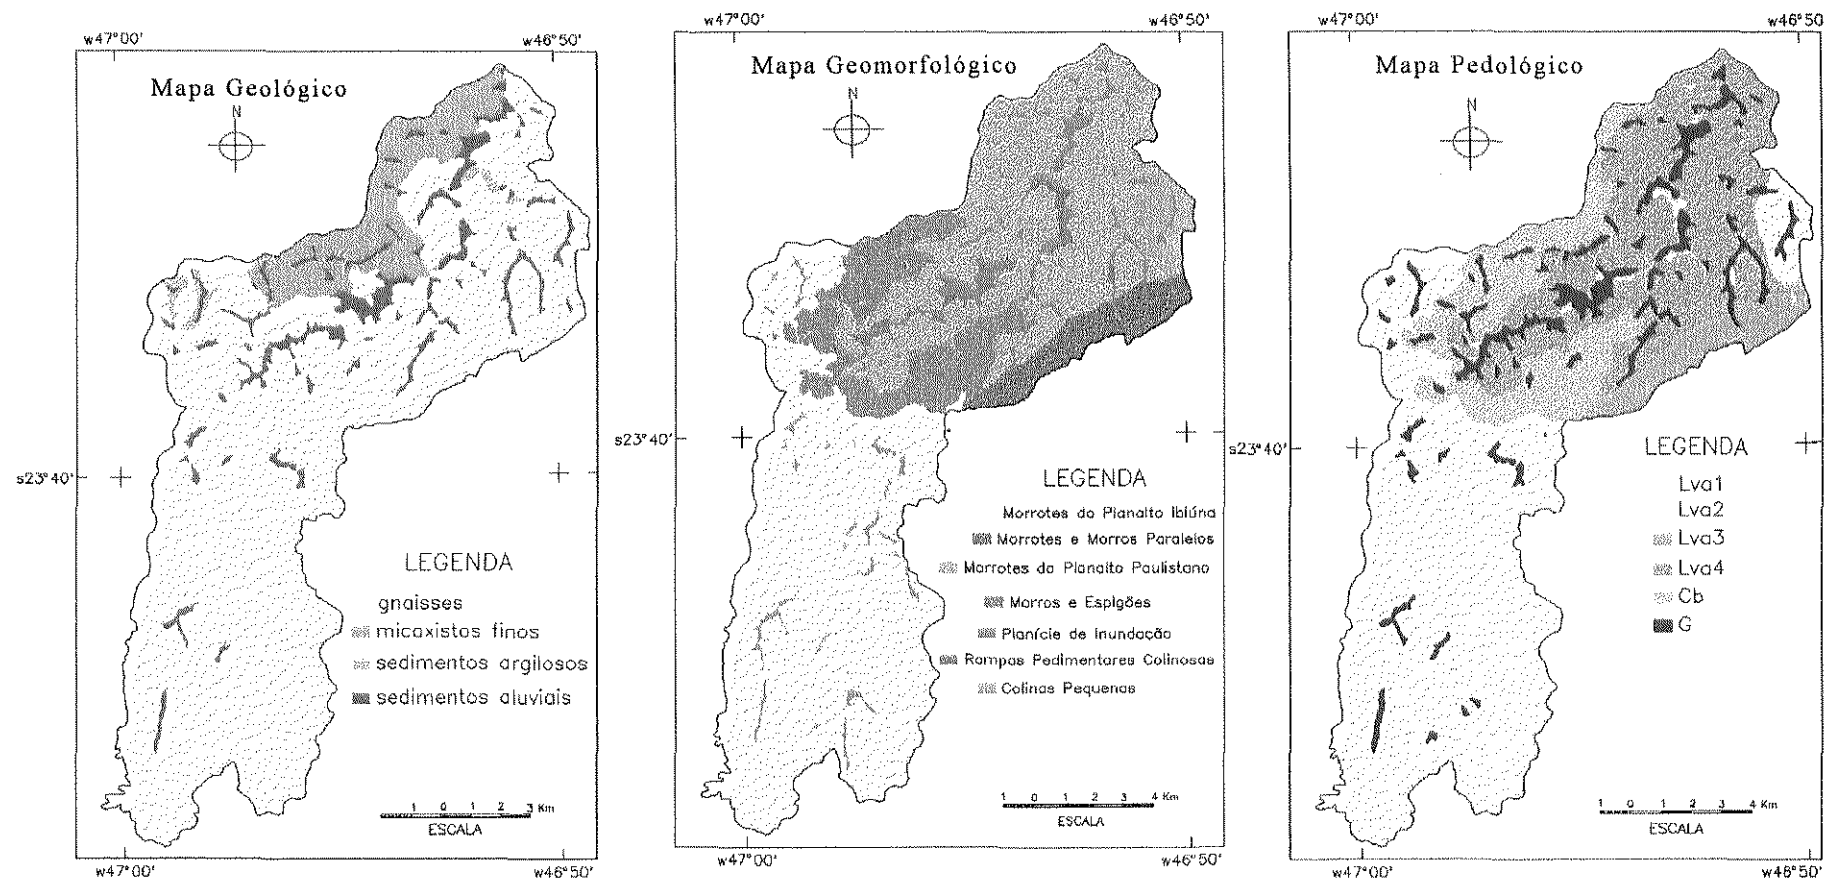 w47°00'
w46°50'
Mapa Geológico
N
s23°40'
LEGENDA
gnaisses
micaxistos finos
sedimentos argilosos
sedimentos aluviais
1 0 1 2 3 Km
ESCALA
w47°00'
w46°50'
w47°00'
w46°50'
Mapa Geomorfológico
N
s23°40'
LEGENDA
Morrotes do Planalto Ibiúna
Morrotes e Morros Paralelos
Morrotes do Planalto Paulistano
Morros e Espigões
Planície de Inundação
Rampas Pedimentares Colinosas
Colinas Pequenas
1 0 1 2 3 4 Km
ESCALA
w47°00'
w46°50'
w47°00'
w46°50'
Mapa Pedológico
N
s23°40'
LEGENDA
Lva1
Lva2
Lva3
Lva4
Cb
G
1 0 1 2 3 4 Km
ESCALA
w47°00'
w46°50'